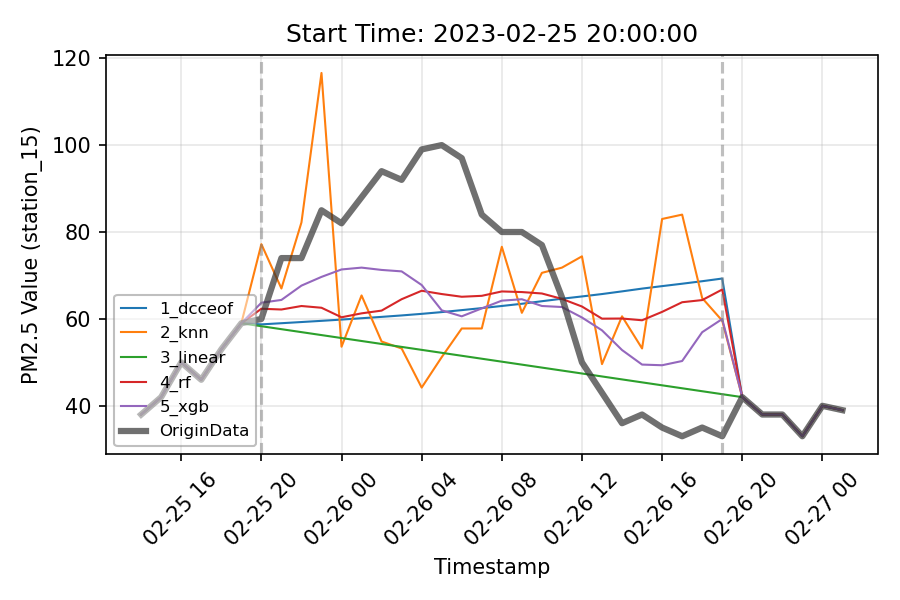 Start Time: 2023-02-25 20:00:00
PM2.5 Value (station_15)
120
100
80
60
40
1_dcceof
2_knn
3_linear
4_rf
5_xgb
OriginData
02-25 16
02-25 20
02-26 00
02-26 04
02-26 08
02-26 12
02-26 16
02-26 20
02-27 00
Timestamp